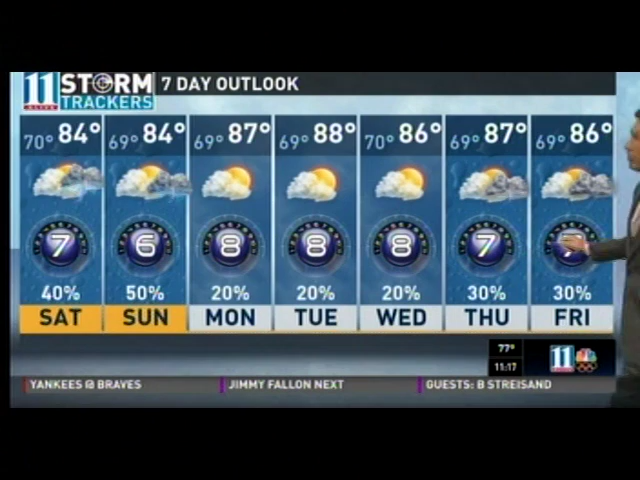 11 ALIVE STORM TRACKERS 7 DAY OUTLOOK
70° 84° 69° 84° 69° 87° 69° 88° 70° 86° 69° 87° 69° 86°
7 6 8 8 8 7
40% 50% 20% 20% 20% 30% 30%
SAT SUN MON TUE WED THU FRI
77° 11
11:17
YANKEES @ BRAVES JIMMY FALLON NEXT GUESTS: B STREISAND